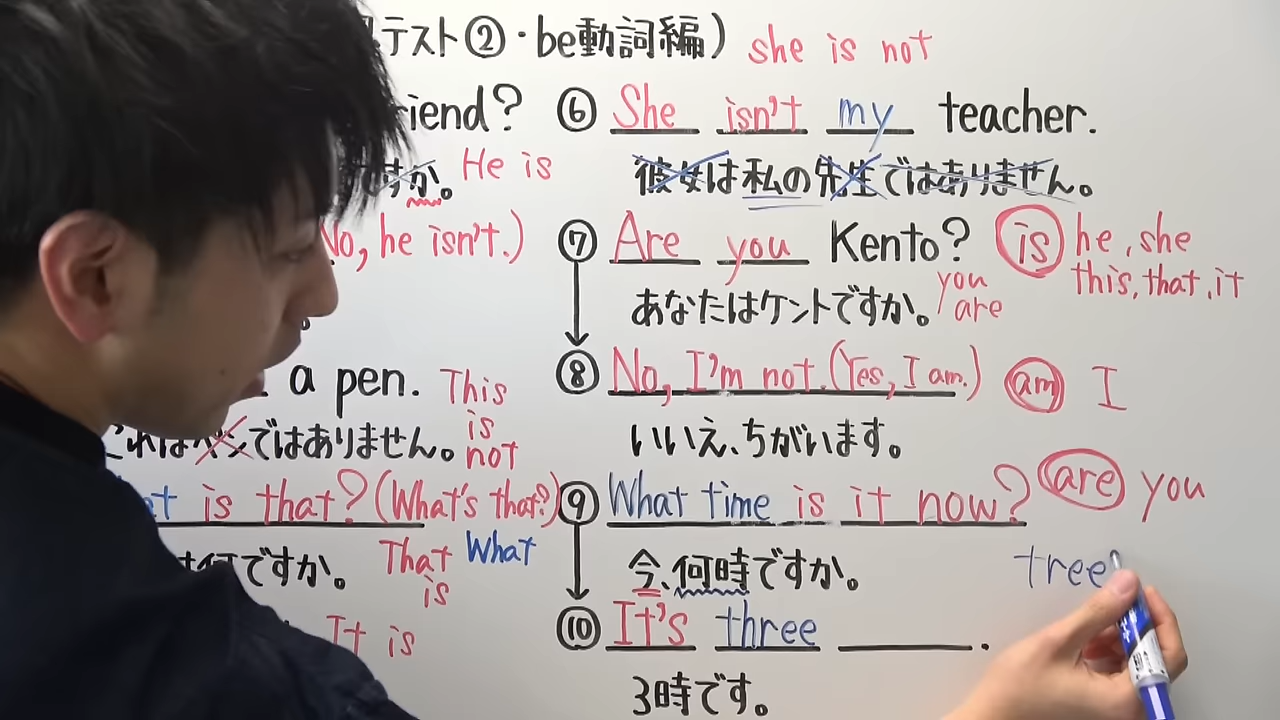 テスト②・be動詞編)
she is not
friend?
すか。
He is
No, he isn't.)
。
a pen.
This
is
not
これはペンではありません。
is that? (What's that?)
は何ですか。
That
is
What
It is
⑥ She isn't my teacher.
彼女は私の先生ではありません。
⑦ Are you Kento?
あなたはケントですか。
you
are
⑧ No, I'm not. (Yes, I am.)
いいえ、ちがいます。
⑨ What time is it now?
今、何時ですか。
⑩ It's three .
3時です。
is he, she
this, that, it
am I
are you
tree